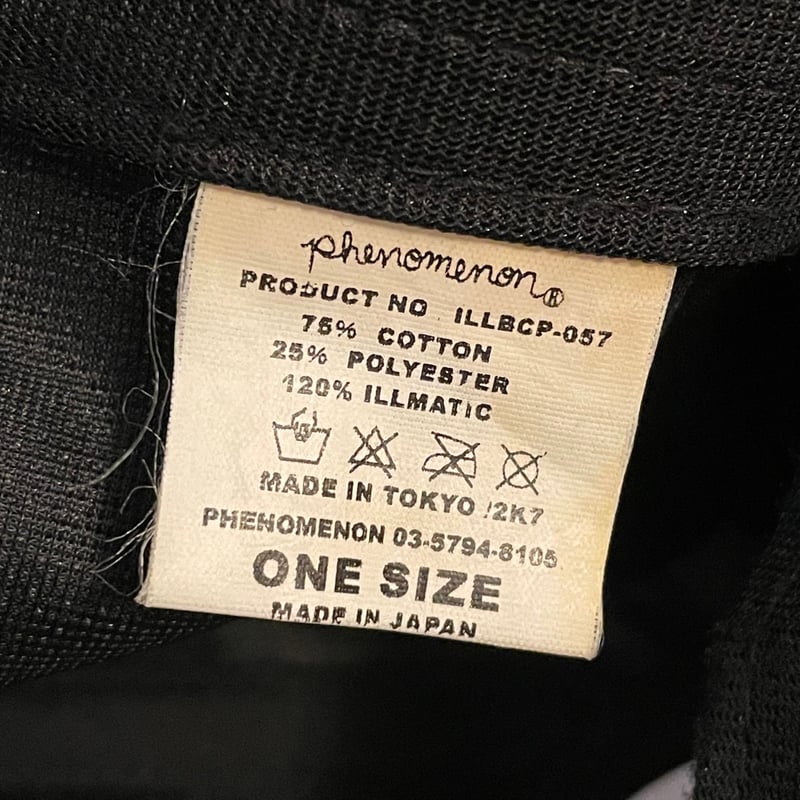 phenomenon®
PRODUCT NO . ILLBCP-057
75% COTTON
25% POLYESTER
120% ILLMATIC
MADE IN TOKYO /2K7
PHENOMENON 03-5794-8105
ONE SIZE
MADE IN JAPAN